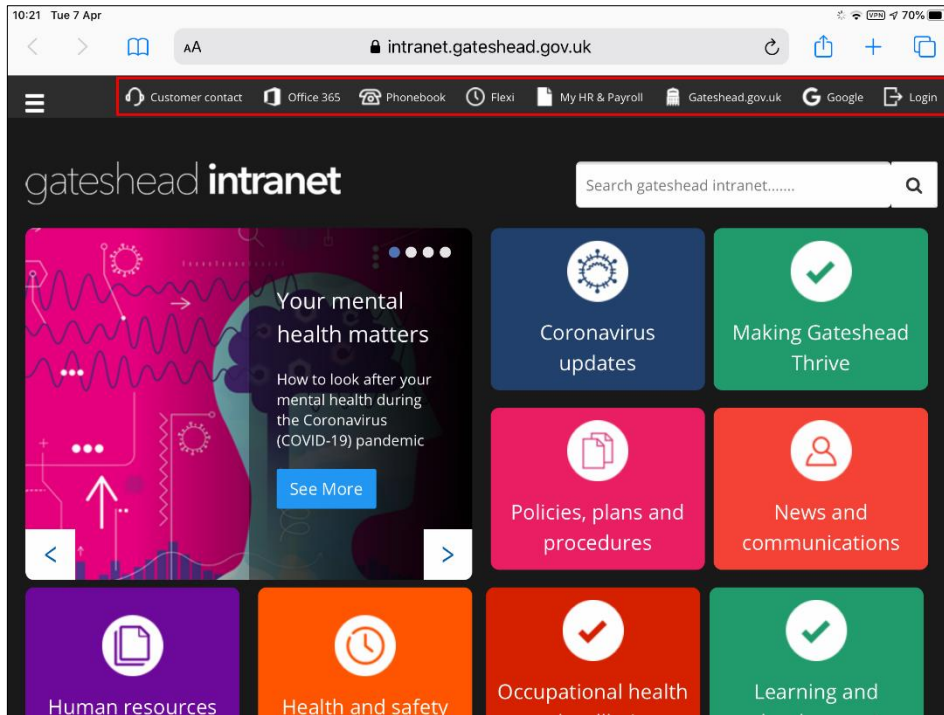 10:21 Tue 7 Apr
VPN 70%
AA intranet.gateshead.gov.uk
Customer contact Office 365 Phonebook Flexi My HR & Payroll Gateshead.gov.uk Google Login
gateshead intranet
Search gateshead intranet.......
Your mental
health matters
How to look after your
mental health during
the Coronavirus
(COVID-19) pandemic
See More
Coronavirus
updates
Making Gateshead
Thrive
Policies, plans and
procedures
News and
communications
Human resources
Health and safety
Occupational health
Learning and